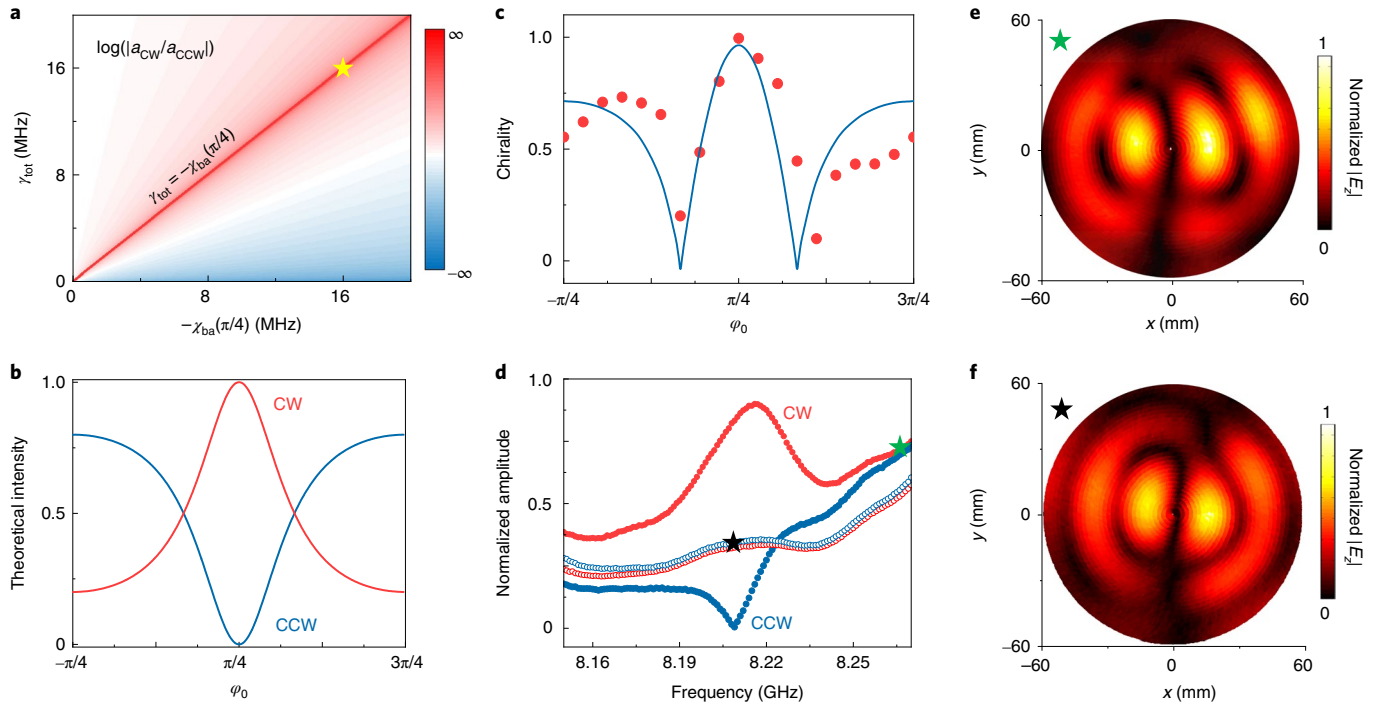 a
log(|a_CW/a_CCW|)
γ_tot = −χ_ba(π/4)
γ_tot (MHz)
16
8
0
0
8
16
−χ_ba(π/4) (MHz)
∞
−∞
b
CW
CCW
Theoretical intensity
1.0
0.5
0
−π/4
π/4
3π/4
φ_0
c
Chirality
1.0
0.5
0
−π/4
π/4
3π/4
φ_0
d
CW
CCW
Normalized amplitude
1.0
0.5
0
8.16
8.19
8.22
8.25
Frequency (GHz)
e
y (mm)
60
0
−60
−60
0
60
x (mm)
1
0
Normalized |E_z|
f
y (mm)
60
0
−60
−60
0
60
x (mm)
1
0
Normalized |E_z|